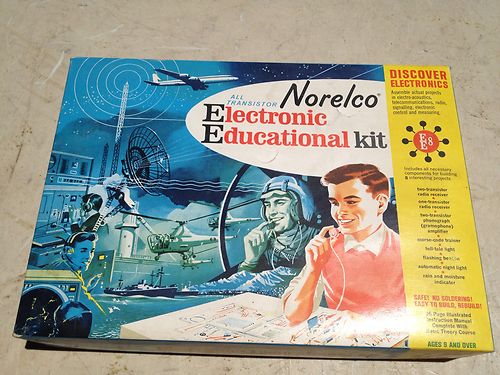 ALL
TRANSISTOR
Norelco
Electronic
Educational kit
DISCOVER
ELECTRONICS
Assemble actual projects
in electro-acoustics,
telecommunications, radio,
signalling, electronic
control and measuring
EE8
Includes all necessary
components for building
8 interesting projects
two-transistor
radio receiver
one-transistor
radio receiver
two-transistor
phonograph
(gramophone)
amplifier
morse-code trainer
tell-tale light
flashing beacon
automatic night light
rain and moisture
indicator
SAFE! NO SOLDERING!
EASY TO BUILD, REBUILD!
Page Illustrated
Instruction Manual
Complete With
Basic Theory Course
AGES 9 AND OVER